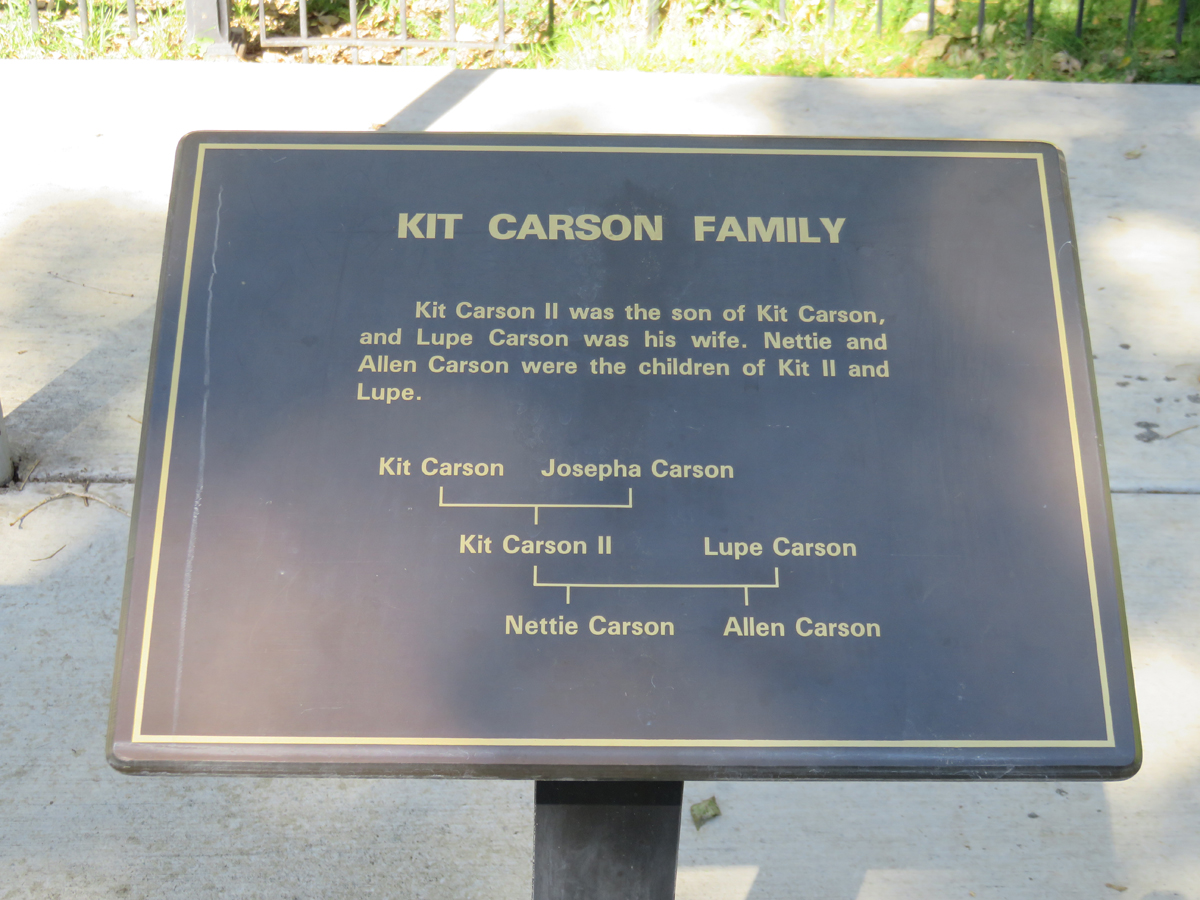 KIT CARSON FAMILY
Kit Carson II was the son of Kit Carson,
and Lupe Carson was his wife. Nettie and
Allen Carson were the children of Kit II and
Lupe.
Kit Carson Josepha Carson
Kit Carson II Lupe Carson
Nettie Carson Allen Carson